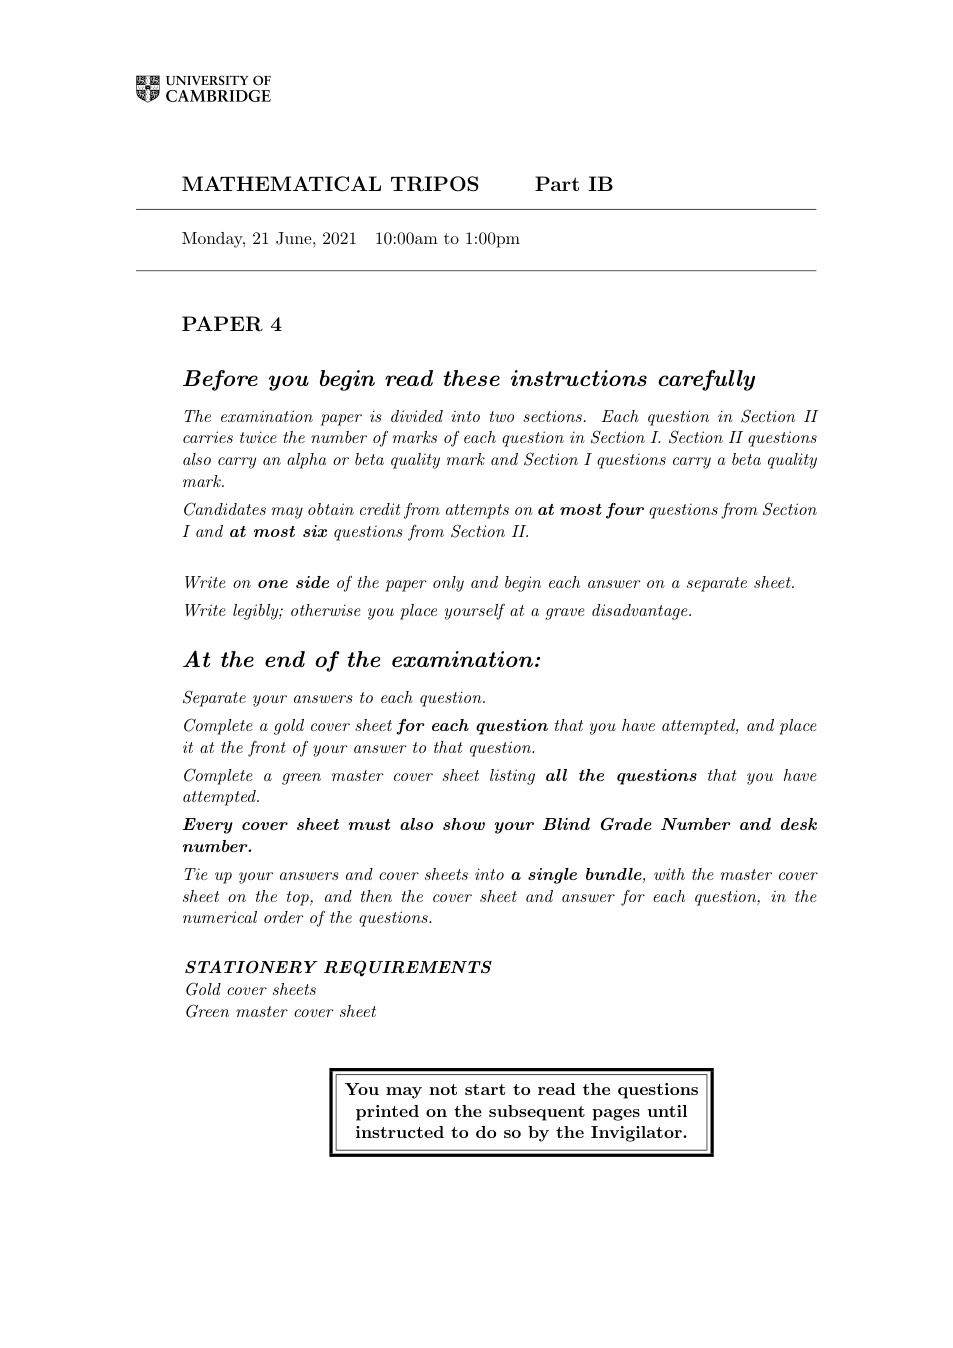 UNIVERSITY OF
CAMBRIDGE
MATHEMATICAL TRIPOS Part IB
Monday, 21 June, 2021 10:00am to 1:00pm
PAPER 4
Before you begin read these instructions carefully
The examination paper is divided into two sections. Each question in Section II
carries twice the number of marks of each question in Section I. Section II questions
also carry an alpha or beta quality mark and Section I questions carry a beta quality
mark.
Candidates may obtain credit from attempts on at most four questions from Section
I and at most six questions from Section II.
Write on one side of the paper only and begin each answer on a separate sheet.
Write legibly; otherwise you place yourself at a grave disadvantage.
At the end of the examination:
Separate your answers to each question.
Complete a gold cover sheet for each question that you have attempted, and place
it at the front of your answer to that question.
Complete a green master cover sheet listing all the questions that you have
attempted.
Every cover sheet must also show your Blind Grade Number and desk
number.
Tie up your answers and cover sheets into a single bundle, with the master cover
sheet on the top, and then the cover sheet and answer for each question, in the
numerical order of the questions.
STATIONERY REQUIREMENTS
Gold cover sheets
Green master cover sheet
You may not start to read the questions
printed on the subsequent pages until
instructed to do so by the Invigilator.